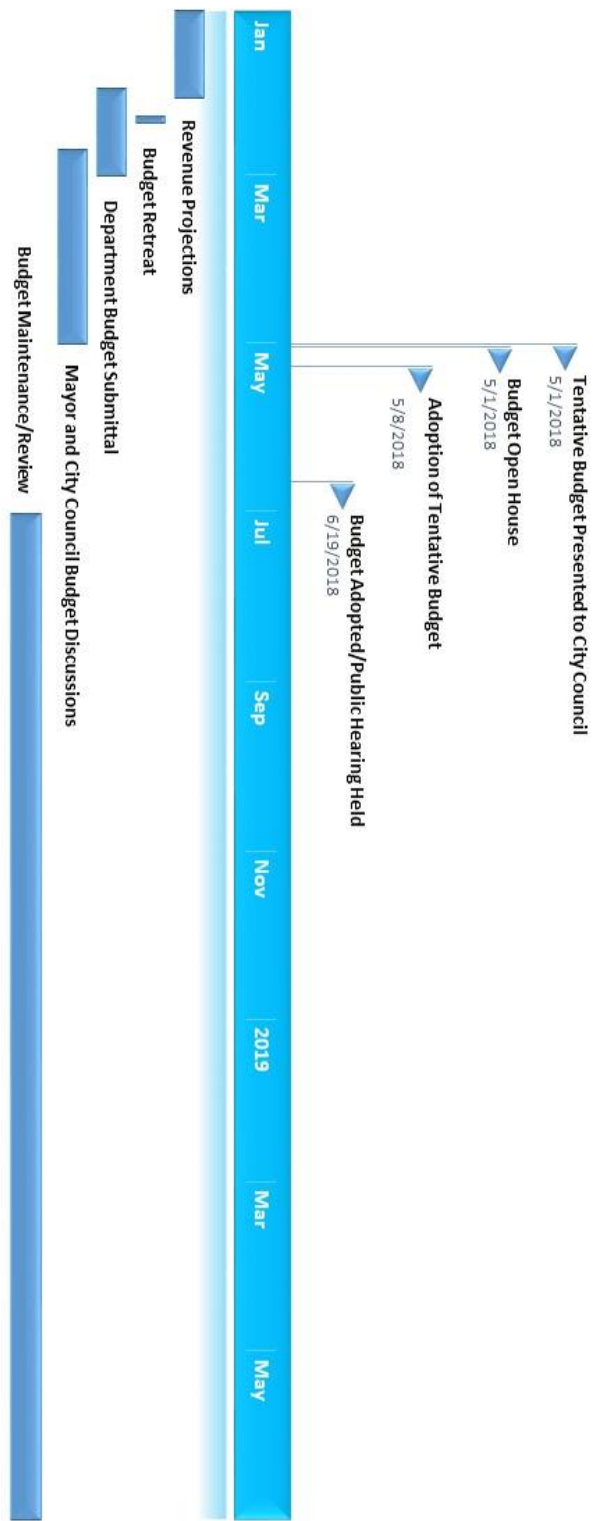 Tentative Budget Presented to City Council
5/1/2018
Budget Open House
5/1/2018
Adoption of Tentative Budget
5/8/2018
Budget Adopted/Public Hearing Held
6/19/2018
Jan
Mar
May
Jul
Sep
Nov
2019
Mar
May
Revenue Projections
Budget Retreat
Department Budget Submittal
Mayor and City Council Budget Discussions
Budget Maintenance/Review